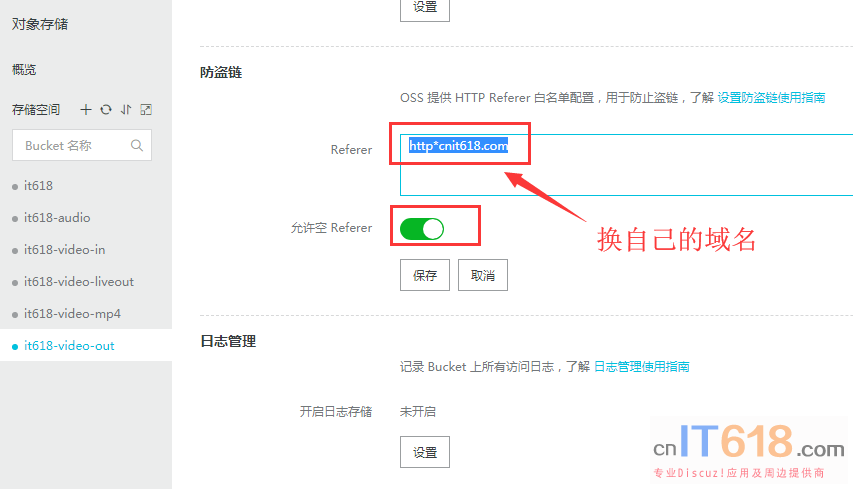 对象存储
概览
存储空间
Bucket 名称
it618
it618-audio
it618-video-in
it618-video-liveout
it618-video-mp4
it618-video-out
设置
防盗链
OSS 提供 HTTP Referer 白名单配置，用于防止盗链，了解 设置防盗链使用指南
Referer
http*cnit618.com
允许空 Referer
换自己的域名
保存 取消
日志管理
记录 Bucket 上所有访问日志，了解 日志管理使用指南
开启日志存储 未开启
设置
cnIT618.com
专业Discuz!应用及周边提供商